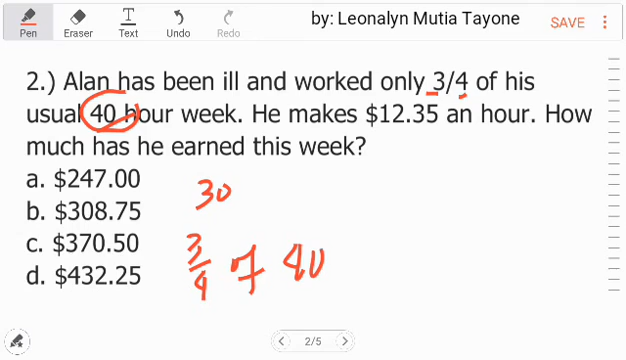 by: Leonalyn Mutia Tayone
SAVE
Pen
Eraser
Text
Undo
Redo
2.) Alan has been ill and worked only 3/4 of his
usual 40 hour week. He makes $12.35 an hour. How
much has he earned this week?
a. $247.00
b. $308.75
c. $370.50
d. $432.25
30
3/4 of 40
2/5